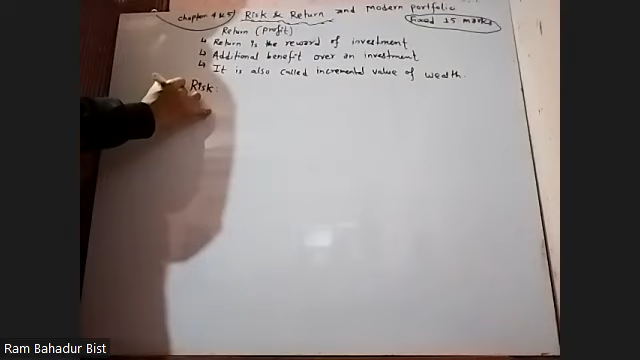 chapter 4 & 5) Risk & Return and modern portfolio
fixed 15 marks
Return (profit)
↳ Return is the reward of investment
↳ Additional benefit over an investment
↳ It is also called incremental value of wealth.
Risk:
Ram Bahadur Bist